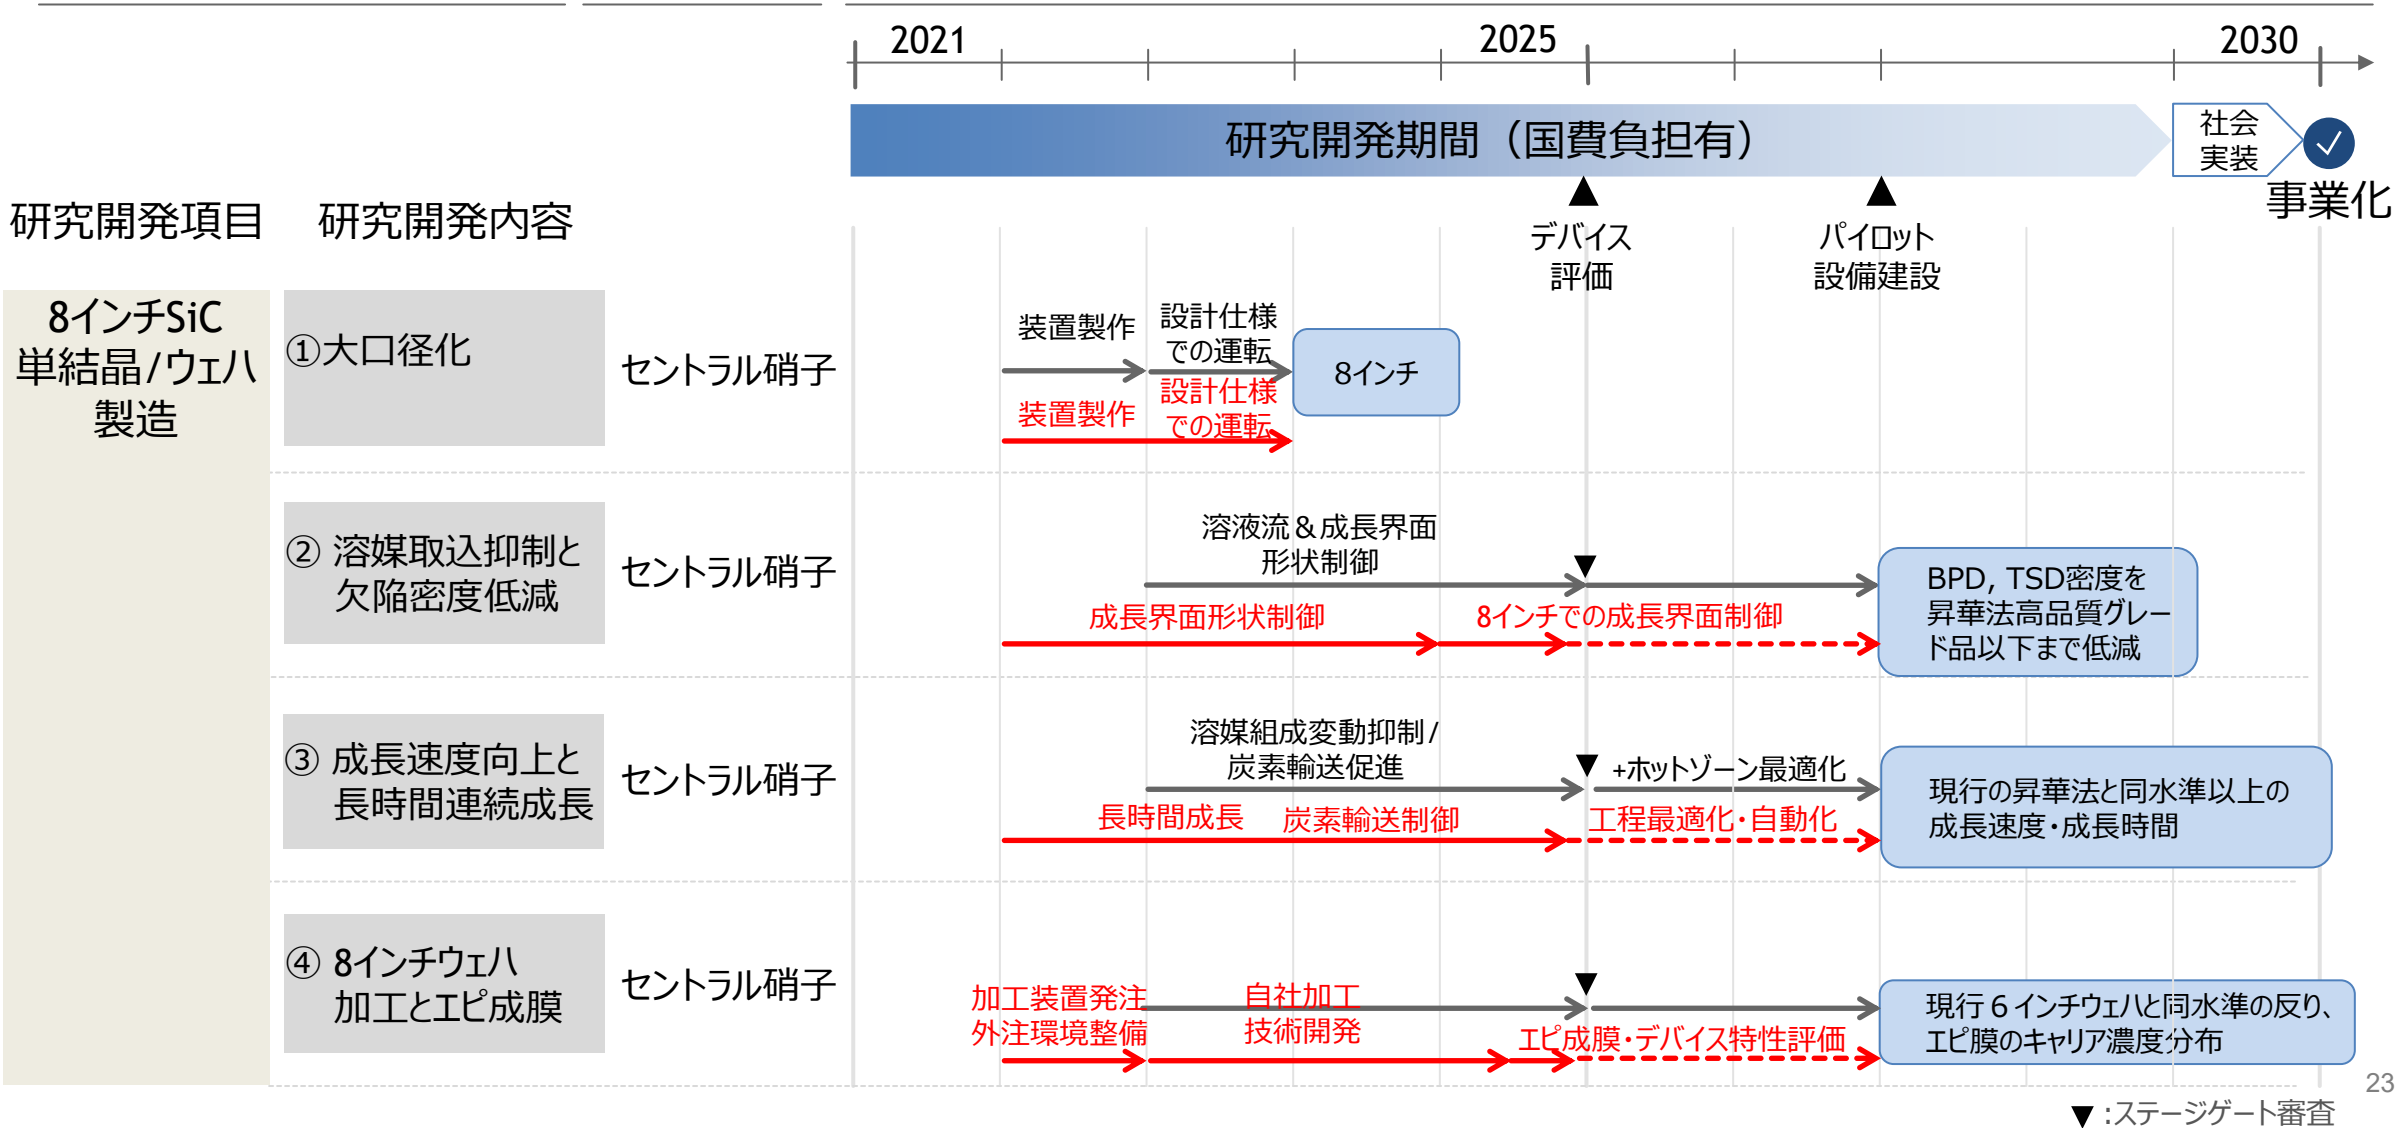 2021
2025
2030
研究開発期間（国費負担有）
社会
実装
事業化
研究開発項目
研究開発内容
デバイス
評価
パイロット
設備建設
8インチSiC
単結晶/ウェハ
製造
①大口径化
セントラル硝子
装置製作
設計仕様
での運転
8インチ
装置製作
設計仕様
での運転
② 溶媒取込抑制と
欠陥密度低減
セントラル硝子
溶液流＆成長界面
形状制御
成長界面形状制御
8インチでの成長界面制御
BPD, TSD密度を
昇華法高品質グレー
ド品以下まで低減
③ 成長速度向上と
長時間連続成長
セントラル硝子
溶媒組成変動抑制/
炭素輸送促進
+ホットゾーン最適化
長時間成長
炭素輸送制御
工程最適化・自動化
現行の昇華法と同水準以上の
成長速度・成長時間
④ 8インチウェハ
加工とエピ成膜
セントラル硝子
加工装置発注
外注環境整備
自社加工
技術開発
エピ成膜・デバイス特性評価
現行６インチウェハと同水準の反り、
エピ膜のキャリア濃度分布
23
▼ :ステージゲート審査